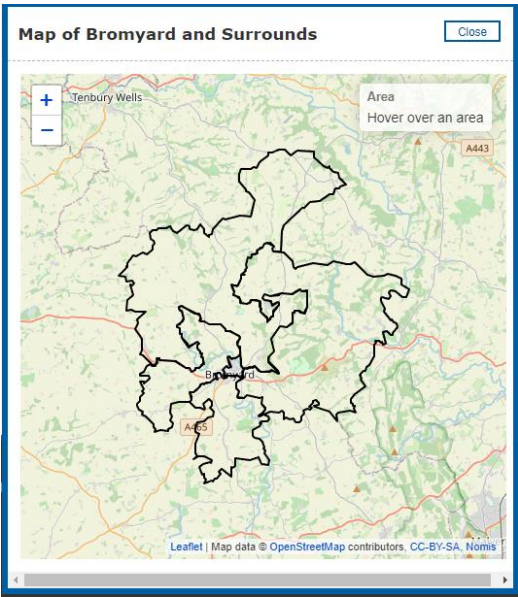 Map of Bromyard and Surrounds
Close
+
−
Tenbury Wells
Area
Hover over an area
A443
Bromyard
A465
Leaflet | Map data © OpenStreetMap contributors, CC-BY-SA, Nomis